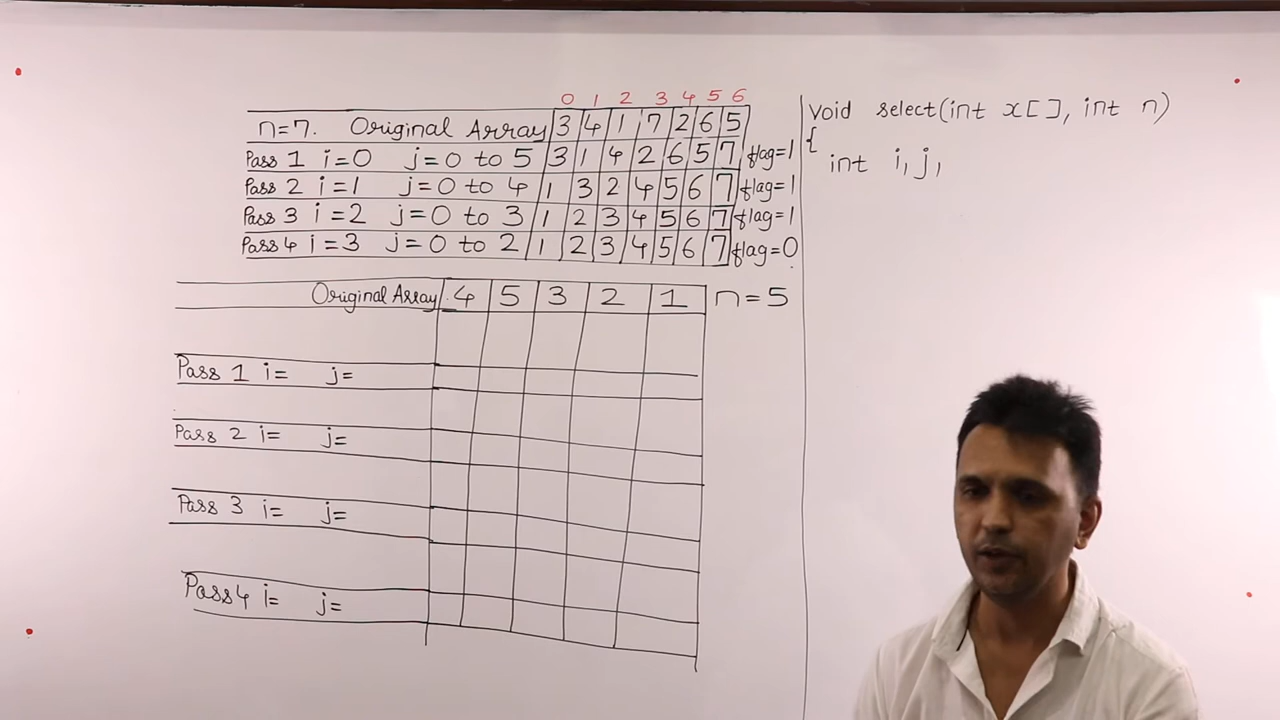 0 1 2 3 4 5 6
n=7. Original Array 3 4 1 7 2 6 5
Pass 1 i=0 j=0 to 5 3 1 4 2 6 5 7 flag=1
Pass 2 i=1 j=0 to 4 1 3 2 4 5 6 7 flag=1
Pass 3 i=2 j=0 to 3 1 2 3 4 5 6 7 flag=1
Pass 4 i=3 j=0 to 2 1 2 3 4 5 6 7 flag=0
Original Array 4 5 3 2 1 n=5
Pass 1 i= j=
Pass 2 i= j=
Pass 3 i= j=
Pass 4 i= j=
Void select(int x[], int n)
{
int i, j,